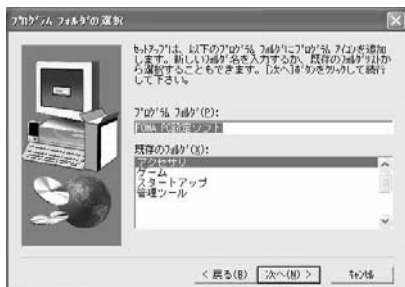 ﾌﾟﾛｸﾞﾗﾑ ﾌｫﾙﾀﾞの選択
ｾｯﾄｱｯﾌﾟは、以下のﾌﾟﾛｸﾞﾗﾑ ﾌｫﾙﾀﾞにﾌﾟﾛｸﾞﾗﾑ ｱｲｺﾝを追加
します。新しいﾌｫﾙﾀﾞ名を入力するか、既存のﾌｫﾙﾀﾞﾘｽﾄか
ら選択することもできます。[次へ]ﾎﾞﾀﾝをｸﾘｯｸして続行
して下さい。
ﾌﾟﾛｸﾞﾗﾑ ﾌｫﾙﾀﾞ(P):
FOMA PC設定ソフト
既存のﾌｫﾙﾀﾞ(X):
アクセサリ
ゲーム
スタートアップ
管理ツール
< 戻る(B) 次へ(N) > ｷｬﾝｾﾙ